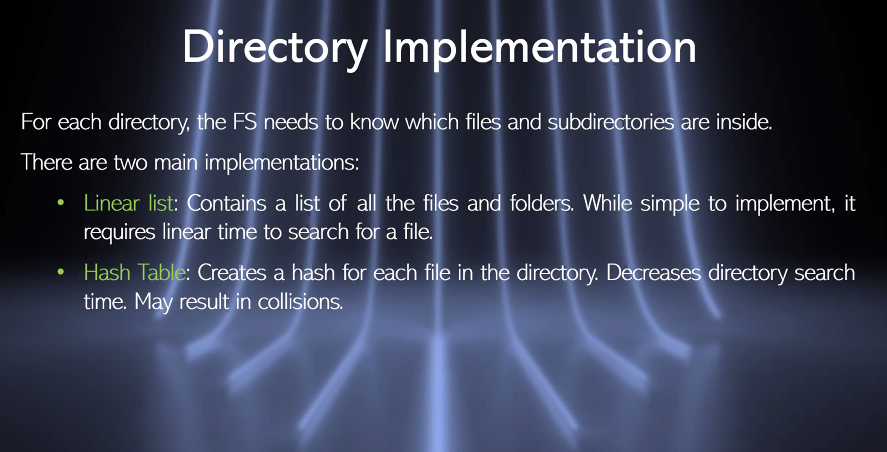 Directory Implementation
For each directory, the FS needs to know which files and subdirectories are inside.
There are two main implementations:
• Linear list: Contains a list of all the files and folders. While simple to implement, it
requires linear time to search for a file.
• Hash Table: Creates a hash for each file in the directory. Decreases directory search
time. May result in collisions.